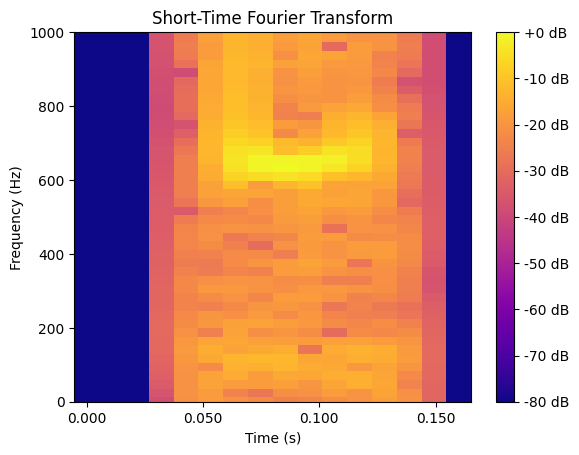 Short-Time Fourier Transform
Frequency (Hz)
1000
800
600
400
200
0
0.000 0.050 0.100 0.150
Time (s)
+0 dB
-10 dB
-20 dB
-30 dB
-40 dB
-50 dB
-60 dB
-70 dB
-80 dB